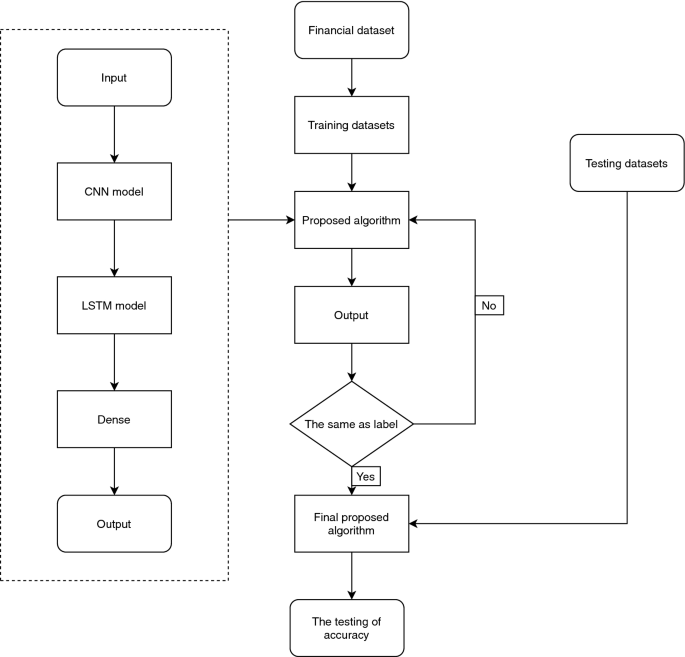 Financial dataset
Input
Training datasets
Testing datasets
CNN model
Proposed algorithm
LSTM model
Output
No
Dense
The same as label
Yes
Output
Final proposed
algorithm
The testing of
accuracy